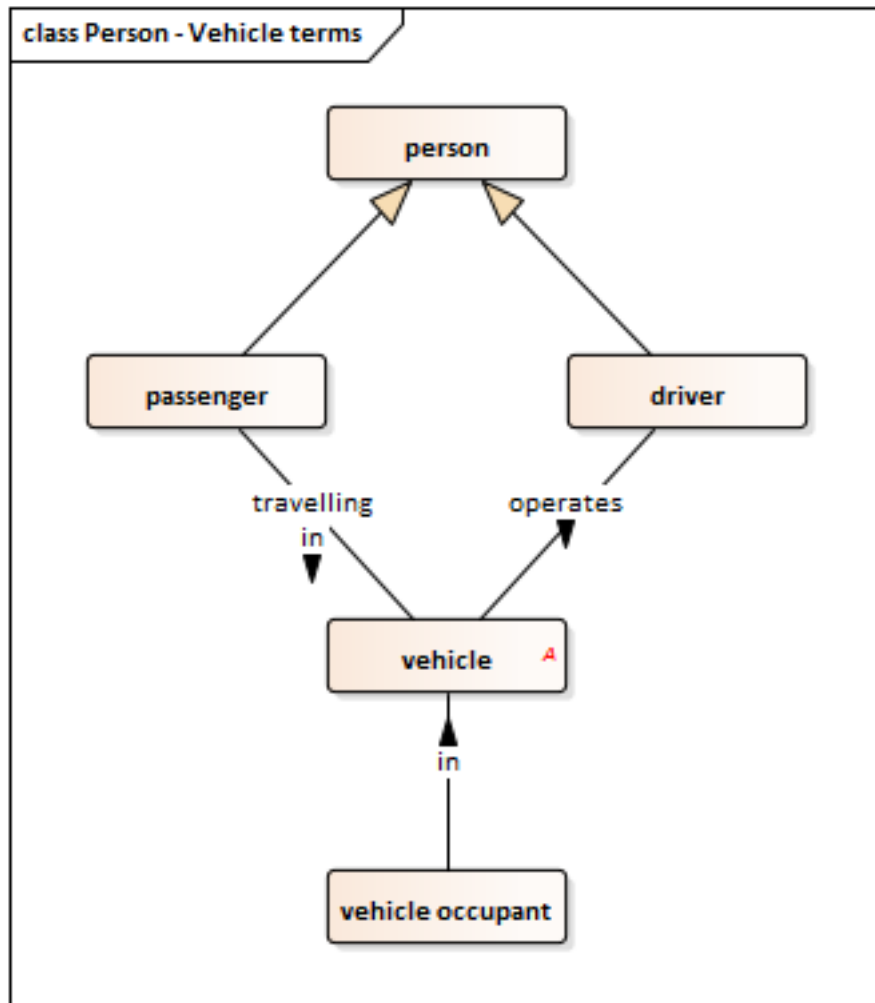 class Person - Vehicle terms
person
passenger
driver
travelling
in
operates
vehicle
A
in
vehicle occupant